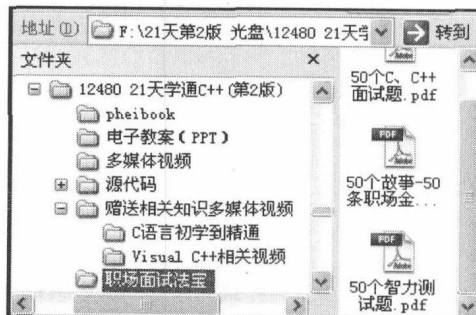 地址(D) F:\21天第2版 光盘\12480 21天学 转到
文件夹
12480 21天学通C++(第2版)
pheibook
电子教案(PPT)
多媒体视频
源代码
赠送相关知识多媒体视频
C语言初学到精通
Visual C++相关视频
职场面试法宝
50个C、C++
面试题.pdf
PDF
Adobe
50个故事-50
条职场金...
PDF
Adobe
50个智力测
试题.pdf